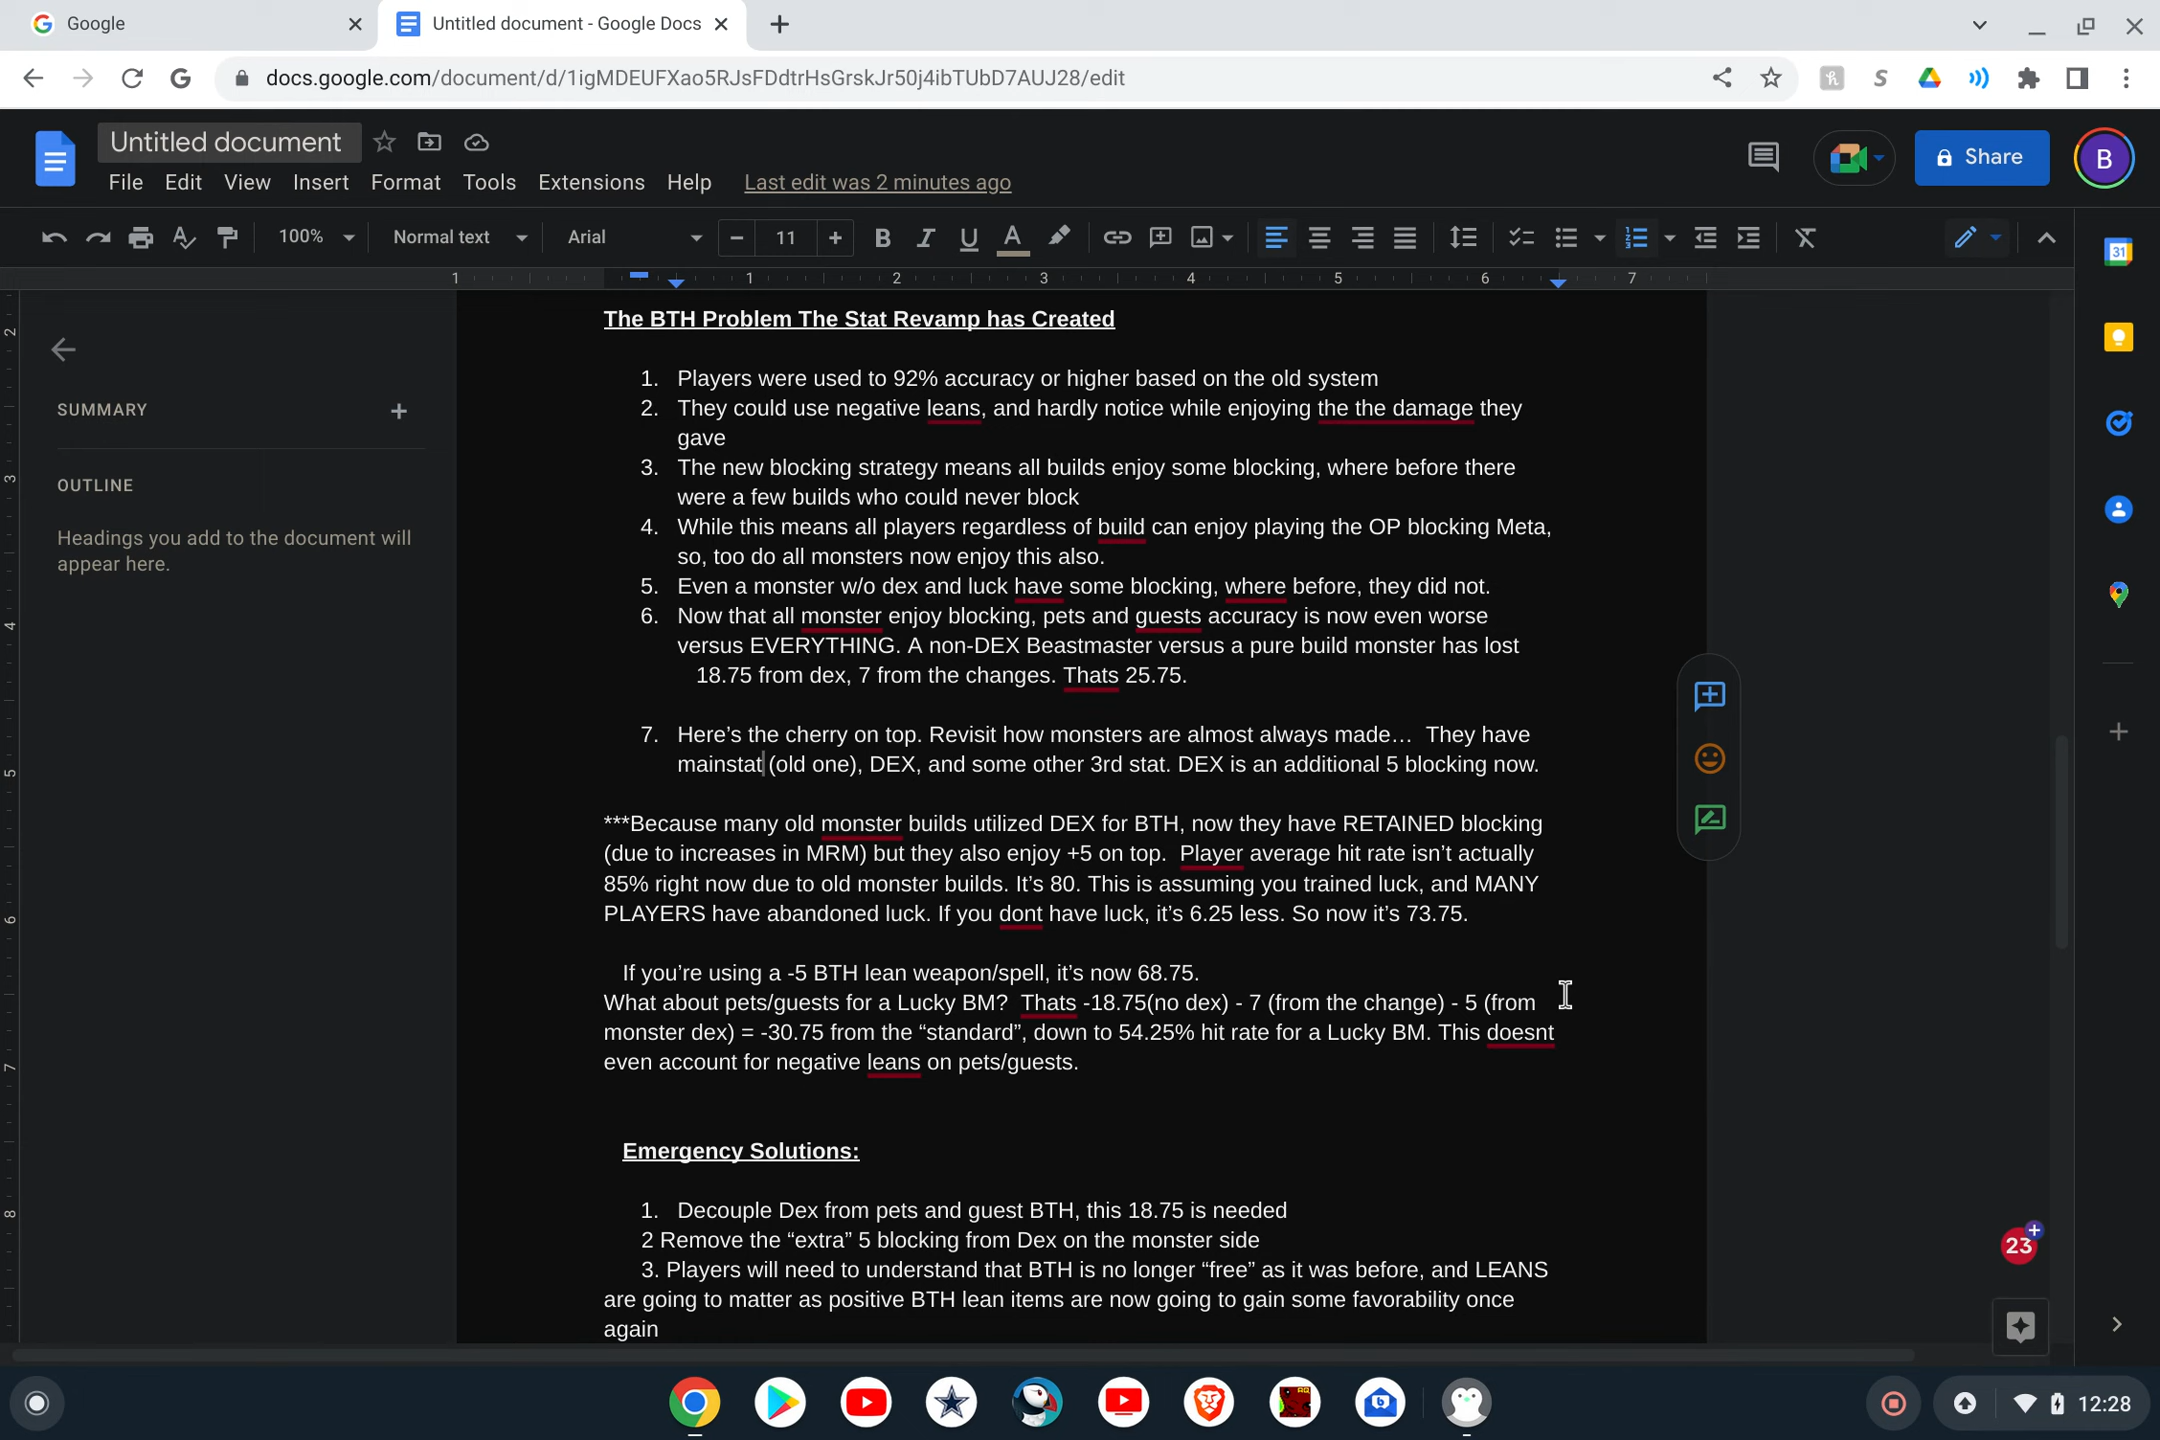 Google
Untitled document - Google Docs
docs.google.com/document/d/1igMDEUFXao5RJsFDdtrHsGrskJr50j4ibTUbD7AUJ28/edit
Untitled document
Share
B
File Edit View Insert Format Tools Extensions Help Last edit was 2 minutes ago
100% Normal text Arial 11
1 1 2 3 4 5 6 7
31
The BTH Problem The Stat Revamp has Created
SUMMARY
OUTLINE
Headings you add to the document will
appear here.
1. Players were used to 92% accuracy or higher based on the old system
2. They could use negative leans, and hardly notice while enjoying the the damage they
gave
3. The new blocking strategy means all builds enjoy some blocking, where before there
were a few builds who could never block
4. While this means all players regardless of build can enjoy playing the OP blocking Meta,
so, too do all monsters now enjoy this also.
5. Even a monster w/o dex and luck have some blocking, where before, they did not.
6. Now that all monster enjoy blocking, pets and guests accuracy is now even worse
versus EVERYTHING. A non-DEX Beastmaster versus a pure build monster has lost
18.75 from dex, 7 from the changes. Thats 25.75.
7. Here’s the cherry on top. Revisit how monsters are almost always made… They have
mainstat (old one), DEX, and some other 3rd stat. DEX is an additional 5 blocking now.
***Because many old monster builds utilized DEX for BTH, now they have RETAINED blocking
(due to increases in MRM) but they also enjoy +5 on top. Player average hit rate isn’t actually
85% right now due to old monster builds. It’s 80. This is assuming you trained luck, and MANY
PLAYERS have abandoned luck. If you dont have luck, it’s 6.25 less. So now it’s 73.75.
If you’re using a -5 BTH lean weapon/spell, it’s now 68.75.
What about pets/guests for a Lucky BM? Thats -18.75(no dex) - 7 (from the change) - 5 (from
monster dex) = -30.75 from the “standard”, down to 54.25% hit rate for a Lucky BM. This doesnt
even account for negative leans on pets/guests.
Emergency Solutions:
1. Decouple Dex from pets and guest BTH, this 18.75 is needed
2 Remove the “extra” 5 blocking from Dex on the monster side
3. Players will need to understand that BTH is no longer “free” as it was before, and LEANS
are going to matter as positive BTH lean items are now going to gain some favorability once
again
2
3
4
5
6
7
8
23
12:28